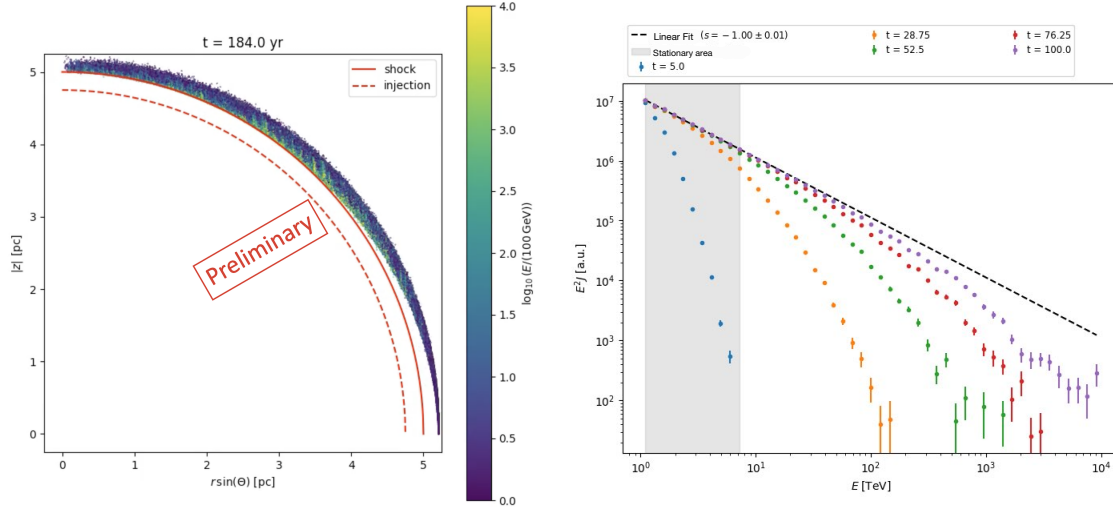 t = 184.0 yr
shock
injection
5
4
3
2
1
0
|z| [pc]
Preliminary
0
1
2
3
4
5
r sin(Θ) [pc]
4.0
3.5
3.0
2.5
2.0
1.5
1.0
0.5
0.0
log₁₀(E/(100 GeV))
Linear Fit (s = −1.00 ± 0.01)
Stationary area
t = 5.0
t = 28.75
t = 52.5
t = 76.25
t = 100.0
10⁷
10⁶
10⁵
10⁴
10³
10²
E²J [a.u.]
10⁰
10¹
10²
10³
10⁴
E [TeV]